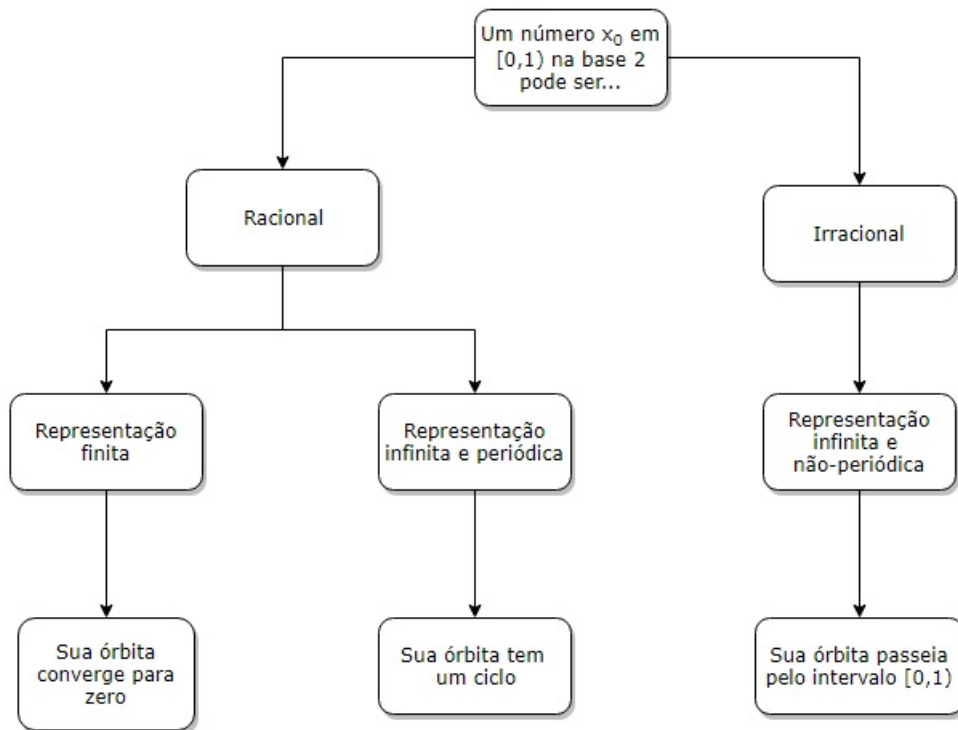 Um número x₀ em
[0,1) na base 2
pode ser...
Racional
Irracional
Representação
finita
Representação
infinita e periódica
Representação
infinita e
não-periódica
Sua órbita
converge para
zero
Sua órbita tem
um ciclo
Sua órbita passeia
pelo intervalo [0,1)